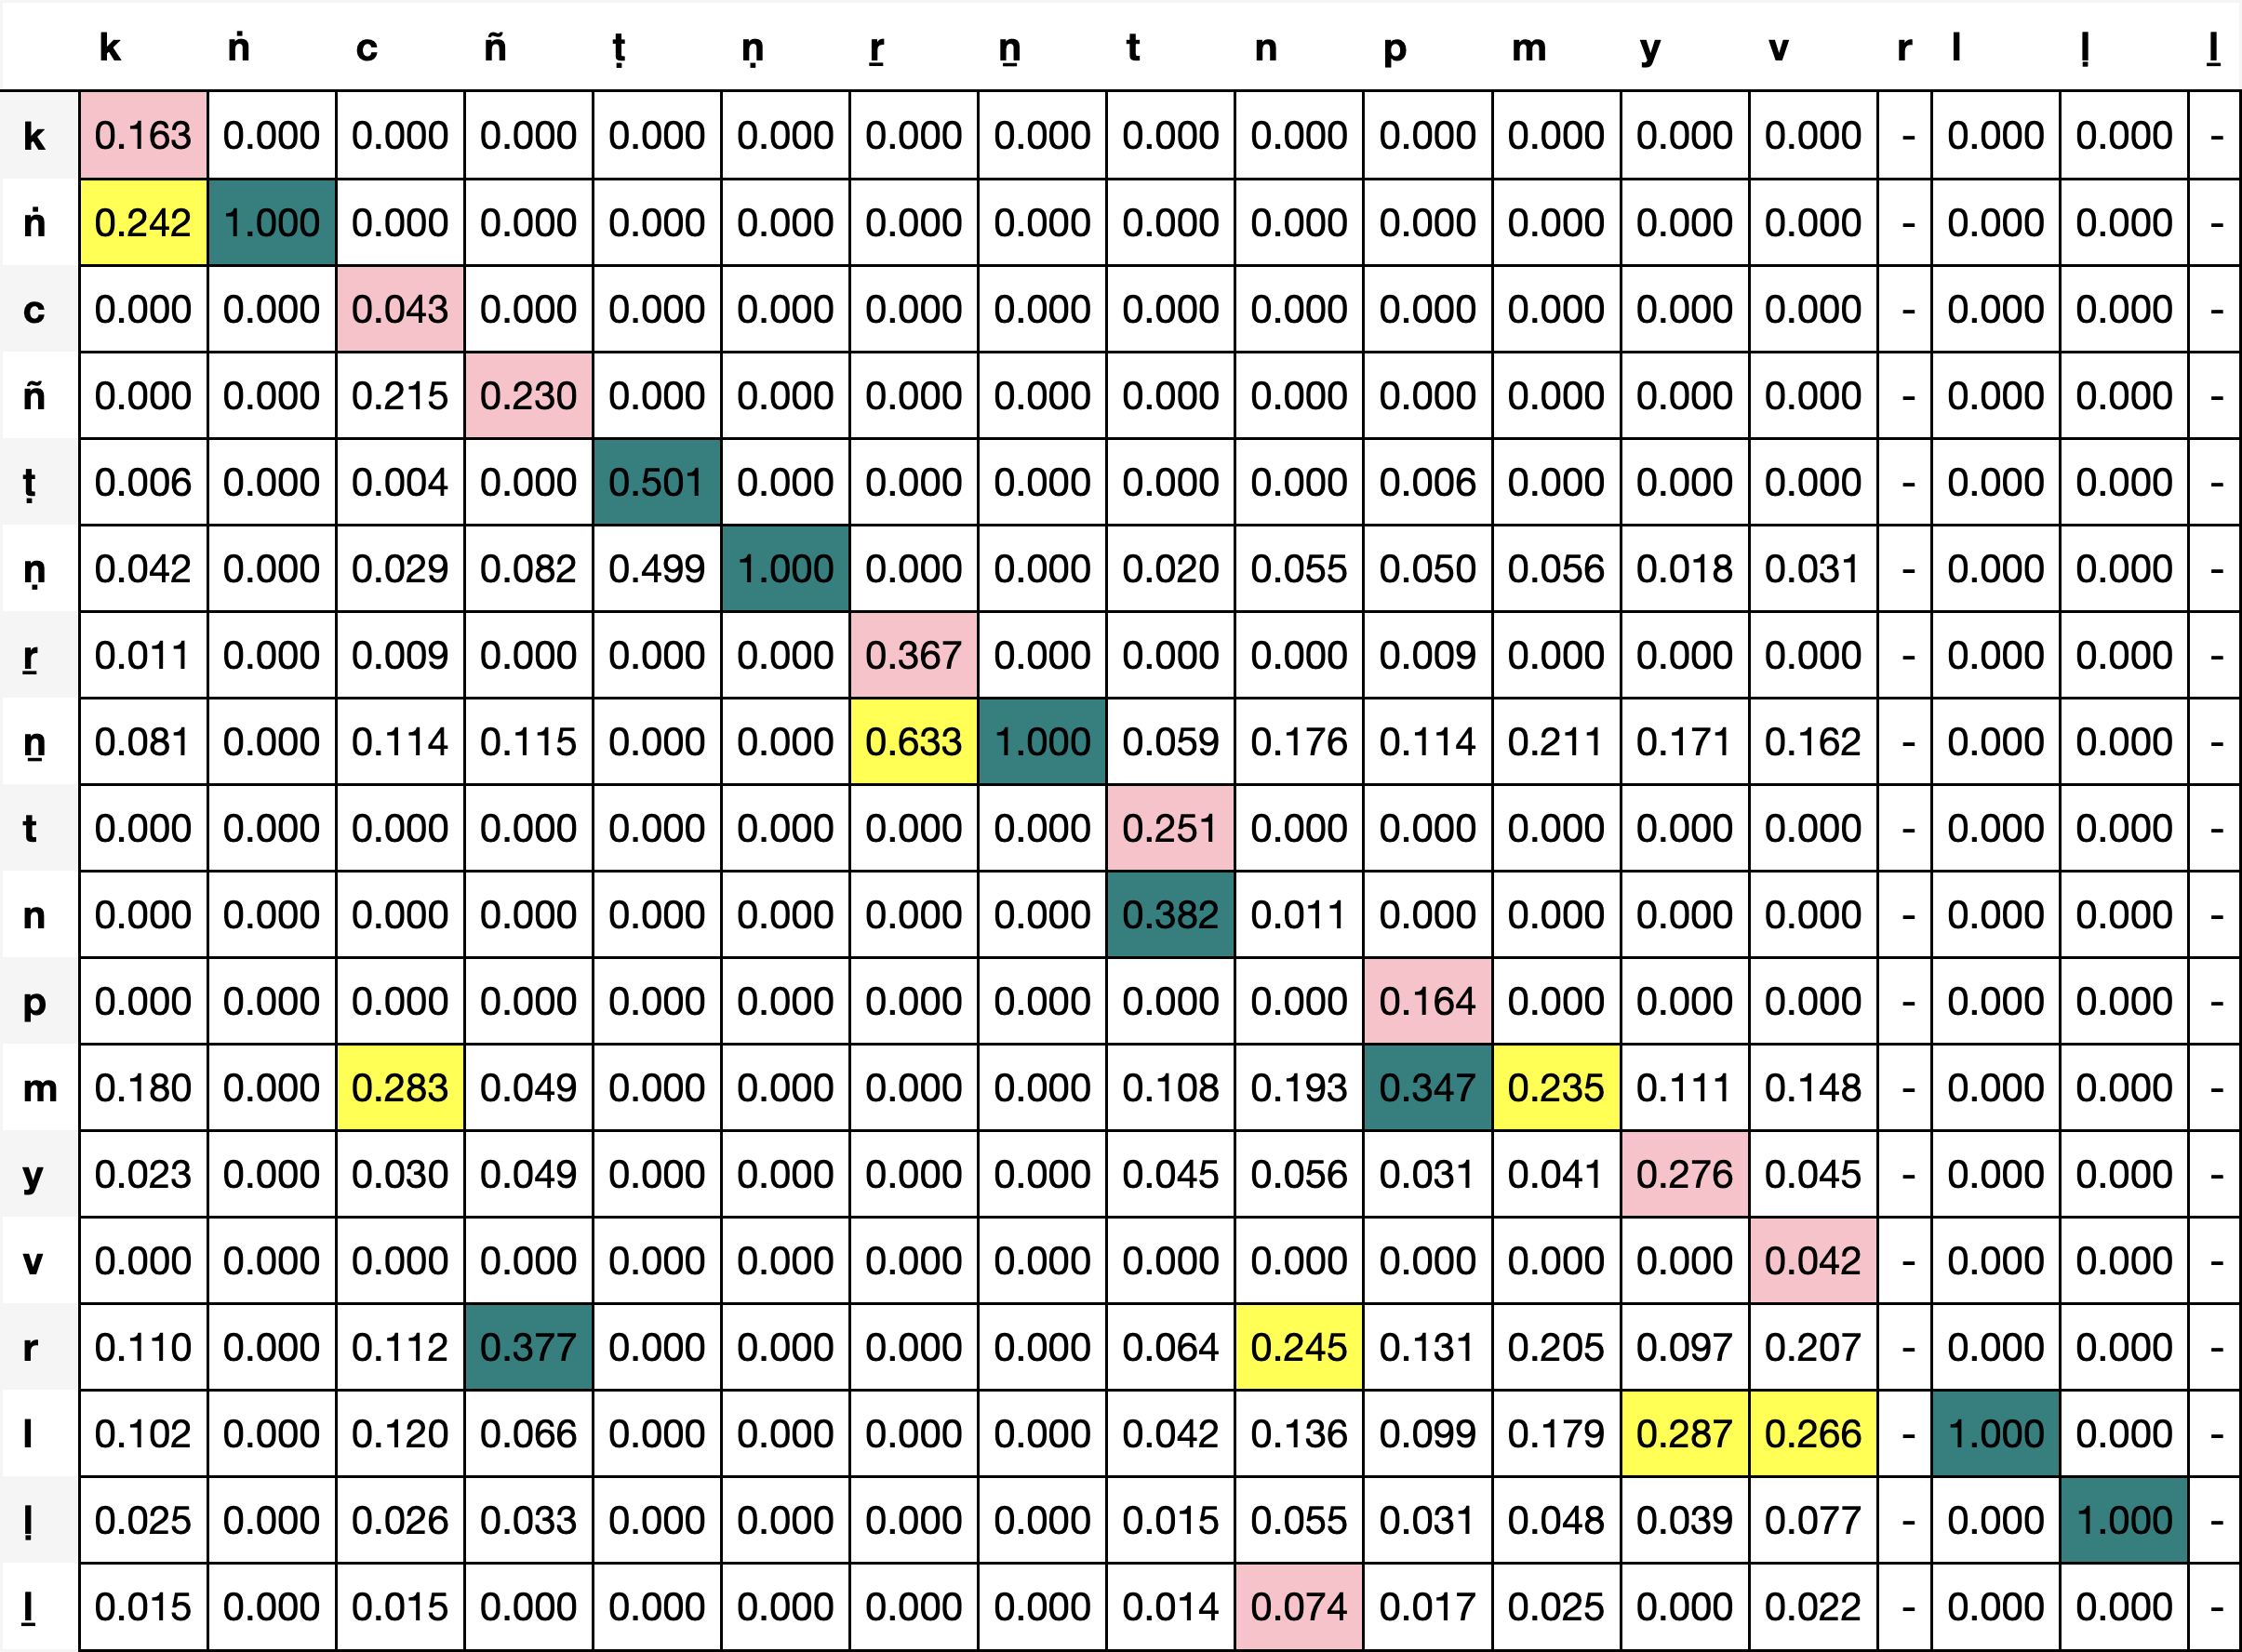 k ṅ c ñ ṭ ṇ ṟ ṉ t n p m y v r l ḷ ḻ
k 0.163 0.000 0.000 0.000 0.000 0.000 0.000 0.000 0.000 0.000 0.000 0.000 0.000 0.000 - 0.000 0.000 -
ṅ 0.242 1.000 0.000 0.000 0.000 0.000 0.000 0.000 0.000 0.000 0.000 0.000 0.000 0.000 - 0.000 0.000 -
c 0.000 0.000 0.043 0.000 0.000 0.000 0.000 0.000 0.000 0.000 0.000 0.000 0.000 0.000 - 0.000 0.000 -
ñ 0.000 0.000 0.215 0.230 0.000 0.000 0.000 0.000 0.000 0.000 0.000 0.000 0.000 0.000 - 0.000 0.000 -
ṭ 0.006 0.000 0.004 0.000 0.501 0.000 0.000 0.000 0.000 0.000 0.006 0.000 0.000 0.000 - 0.000 0.000 -
ṇ 0.042 0.000 0.029 0.082 0.499 1.000 0.000 0.000 0.020 0.055 0.050 0.056 0.018 0.031 - 0.000 0.000 -
ṟ 0.011 0.000 0.009 0.000 0.000 0.000 0.367 0.000 0.000 0.000 0.009 0.000 0.000 0.000 - 0.000 0.000 -
ṉ 0.081 0.000 0.114 0.115 0.000 0.000 0.633 1.000 0.059 0.176 0.114 0.211 0.171 0.162 - 0.000 0.000 -
t 0.000 0.000 0.000 0.000 0.000 0.000 0.000 0.000 0.251 0.000 0.000 0.000 0.000 0.000 - 0.000 0.000 -
n 0.000 0.000 0.000 0.000 0.000 0.000 0.000 0.000 0.382 0.011 0.000 0.000 0.000 0.000 - 0.000 0.000 -
p 0.000 0.000 0.000 0.000 0.000 0.000 0.000 0.000 0.000 0.000 0.164 0.000 0.000 0.000 - 0.000 0.000 -
m 0.180 0.000 0.283 0.049 0.000 0.000 0.000 0.000 0.108 0.193 0.347 0.235 0.111 0.148 - 0.000 0.000 -
y 0.023 0.000 0.030 0.049 0.000 0.000 0.000 0.000 0.045 0.056 0.031 0.041 0.276 0.045 - 0.000 0.000 -
v 0.000 0.000 0.000 0.000 0.000 0.000 0.000 0.000 0.000 0.000 0.000 0.000 0.000 0.042 - 0.000 0.000 -
r 0.110 0.000 0.112 0.377 0.000 0.000 0.000 0.000 0.064 0.245 0.131 0.205 0.097 0.207 - 0.000 0.000 -
l 0.102 0.000 0.120 0.066 0.000 0.000 0.000 0.000 0.042 0.136 0.099 0.179 0.287 0.266 - 1.000 0.000 -
ḷ 0.025 0.000 0.026 0.033 0.000 0.000 0.000 0.000 0.015 0.055 0.031 0.048 0.039 0.077 - 0.000 1.000 -
ḻ 0.015 0.000 0.015 0.000 0.000 0.000 0.000 0.000 0.014 0.074 0.017 0.025 0.000 0.022 - 0.000 0.000 -